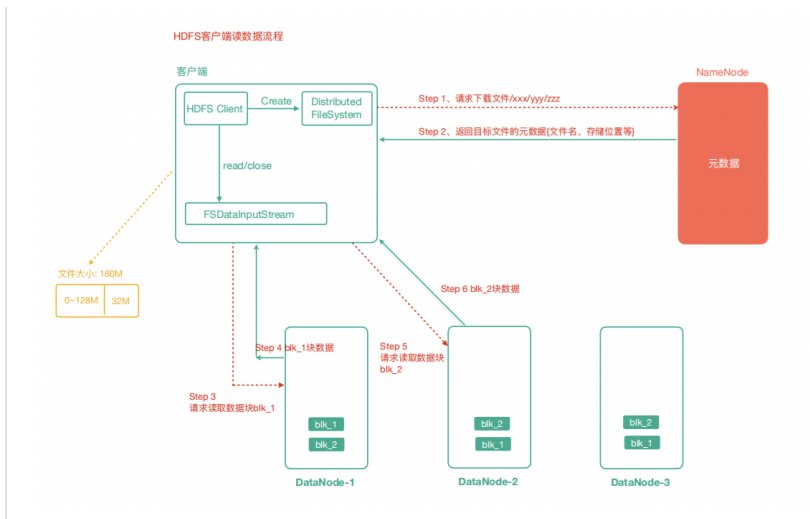 HDFS客户端读数据流程
客户端
NameNode
HDFS Client
Create
Distributed
FileSystem
Step 1、请求下载文件/xxx/yyy/zzz
Step 2、返回目标文件的元数据(文件名、存储位置等)
元数据
read/close
FSDataInputStream
文件大小: 160M
0~128M
32M
Step 6 blk_2块数据
Step 4 blk_1块数据
Step 5
请求读取数据块
blk_2
Step 3
请求读取数据块blk_1
blk_1
blk_2
blk_2
blk_1
blk_2
blk_1
DataNode-1
DataNode-2
DataNode-3